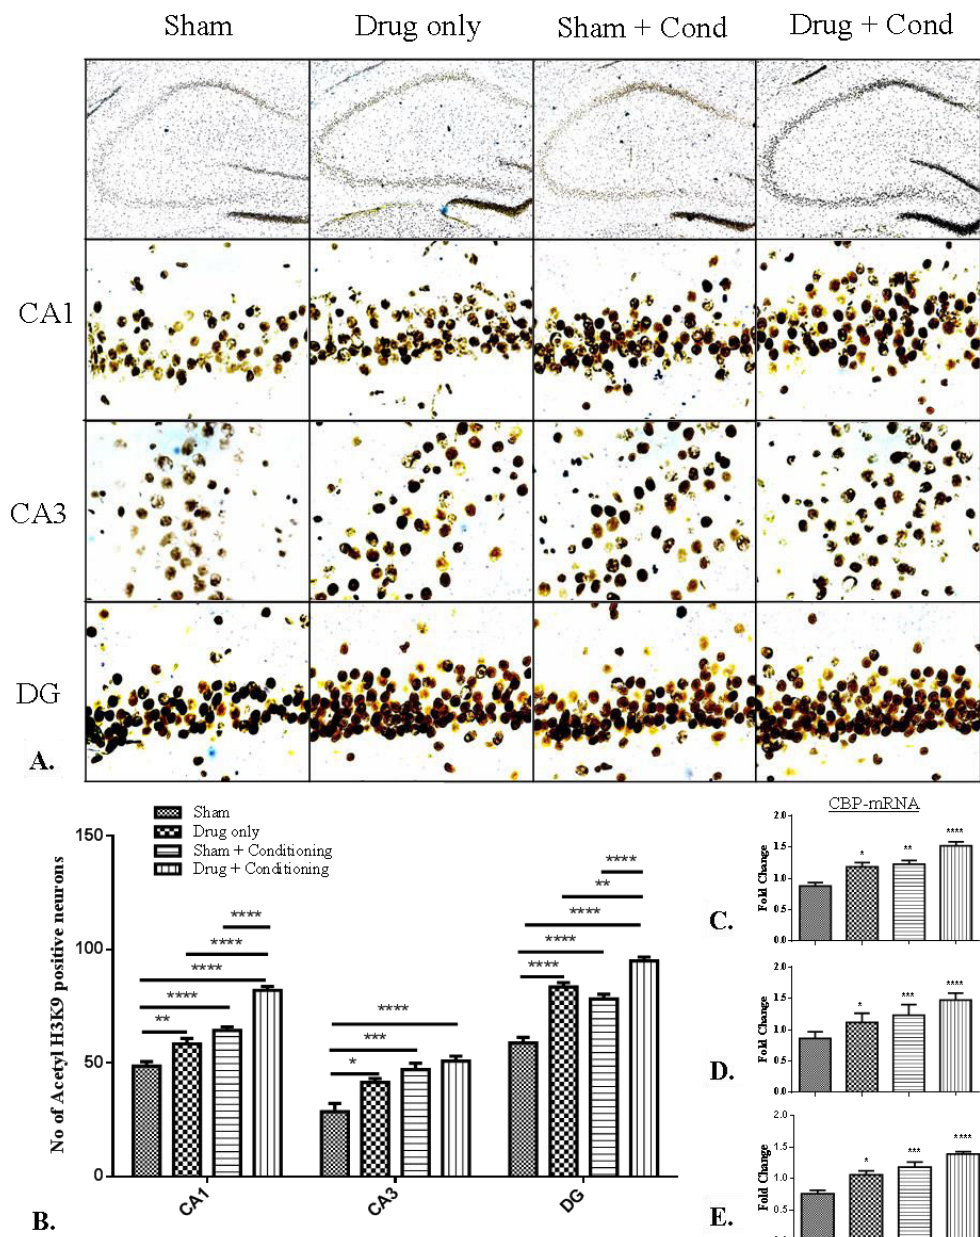 Sham Drug only Sham + Cond Drug + Cond
CA1
CA3
DG
A.
Sham
Drug only
Sham + Conditioning
Drug + Conditioning
No of Acetyl H3K9 positive neurons
150
100
50
0
**
****
****
****
****
*
***
****
****
****
****
**
****
CA1 CA3 DG
B.
CBP-mRNA
Fold Change
2.0
1.5
1.0
0.5
0.0
* ** ****
C.
Fold Change
2.0
1.5
1.0
0.5
0.0
* *** ****
D.
Fold Change
2.0
1.5
1.0
0.5
* *** ****
E.